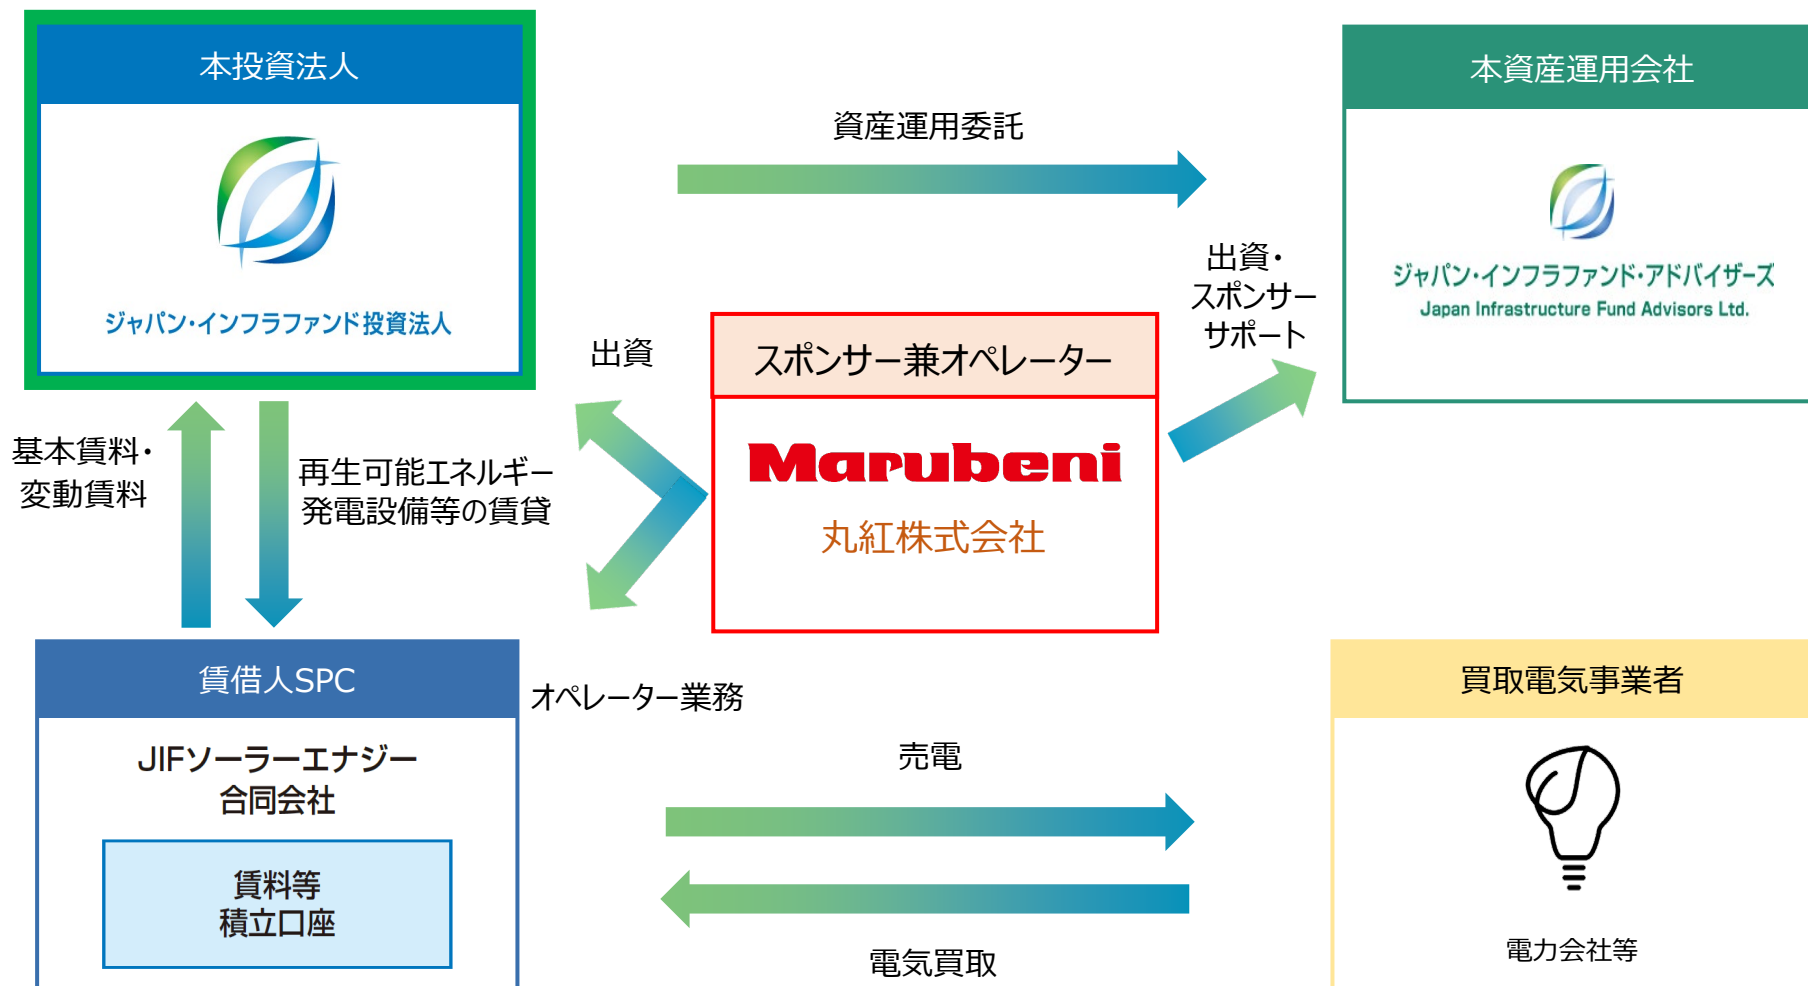 本投資法人
ジャパン・インフラファンド投資法人
資産運用委託
本資産運用会社
ジャパン・インフラファンド・アドバイザーズ
Japan Infrastructure Fund Advisors Ltd.
出資・
スポンサー
サポート
出資
スポンサー兼オペレーター
Marubeni
丸紅株式会社
基本賃料・
変動賃料
再生可能エネルギー
発電設備等の賃貸
賃借人SPC
JIFソーラーエナジー
合同会社
賃料等
積立口座
オペレーター業務
売電
電気買取
買取電気事業者
電力会社等